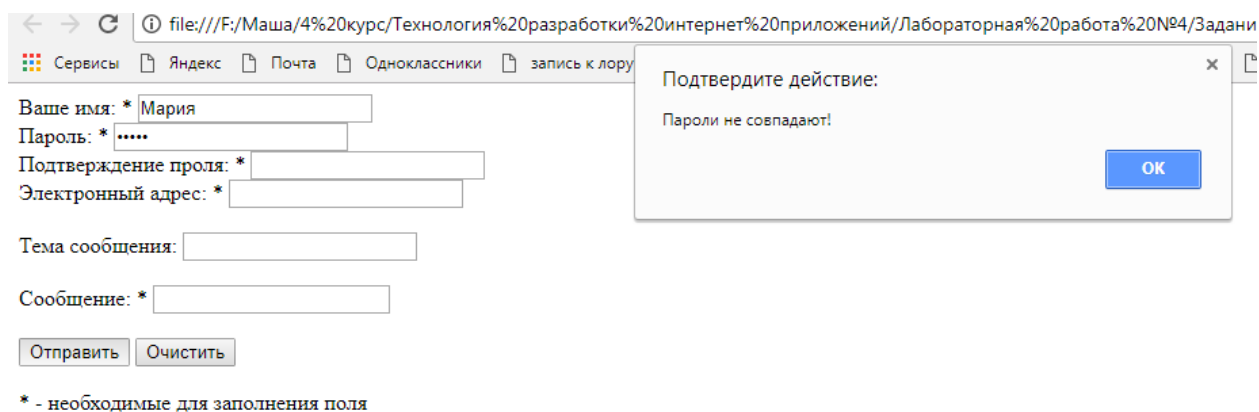 file:///F:/Маша/4%20курс/Технология%20разработки%20интернет%20приложений/Лабораторная%20работа%20№4/Задани
Сервисы Яндекс Почта Одноклассники запись к лору
Подтвердите действие:
Пароли не совпадают!
ОК
Ваше имя: * Мария
Пароль: * •••••
Подтверждение проля: *
Электронный адрес: *
Тема сообщения:
Сообщение: *
Отправить Очистить
* - необходимые для заполнения поля